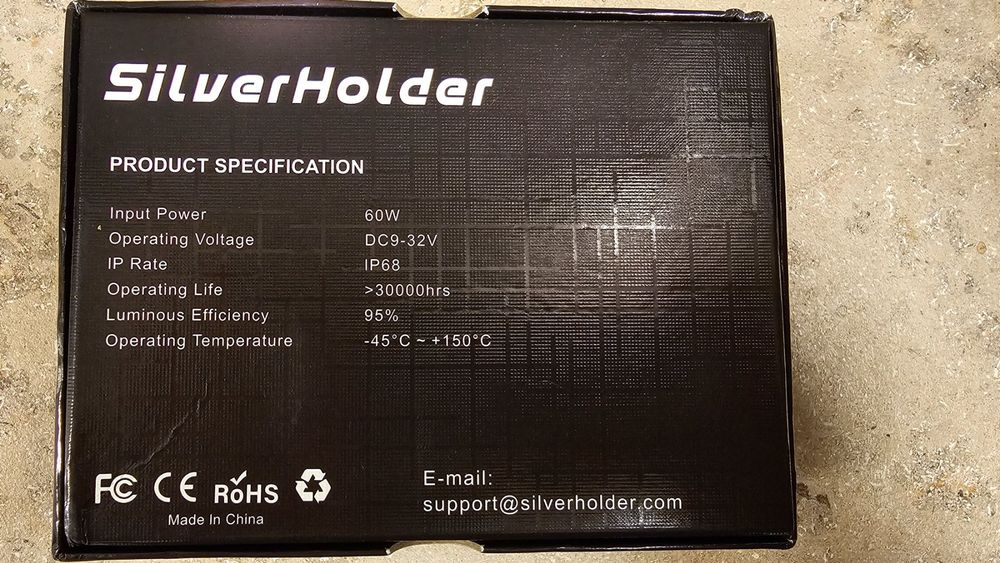 SilverHolder
PRODUCT SPECIFICATION
Input Power 60W
Operating Voltage DC9-32V
IP Rate IP68
Operating Life >30000hrs
Luminous Efficiency 95%
Operating Temperature -45°C ~ +150°C
FC CE RoHS
Made In China
E-mail:
support@silverholder.com